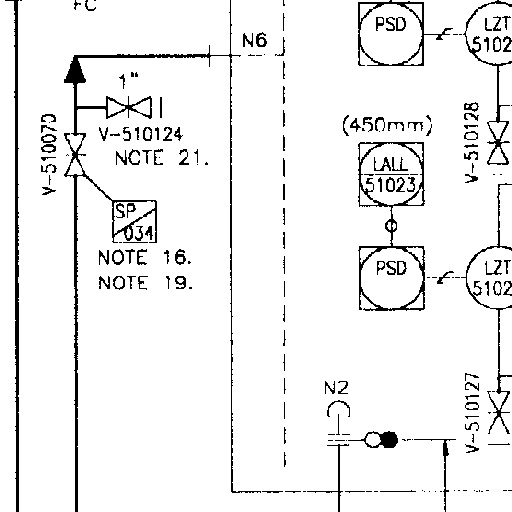 FC
N6
PSD
LZT
5102
1"
V-510124
NOTE 21.
V-510070
(450mm)
LALL
51023
V-510128
SP
034
NOTE 16.
NOTE 19.
PSD
LZT
5102
N2
V-510127